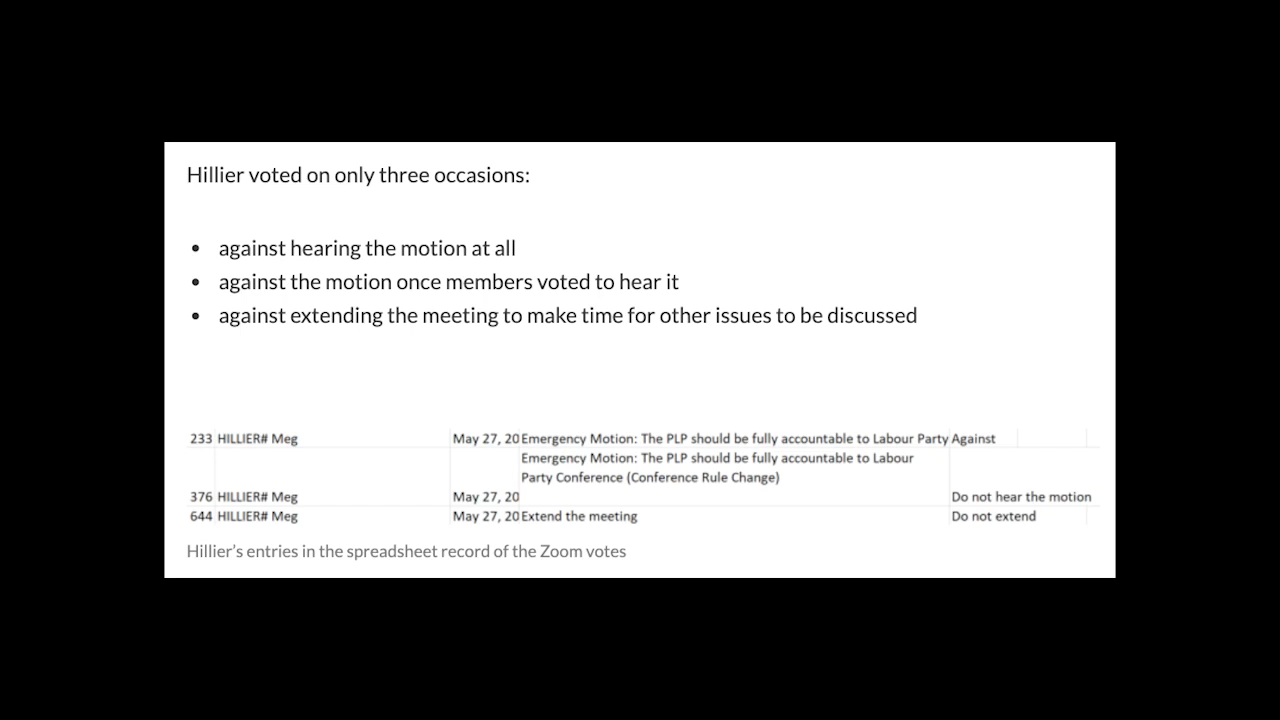 Hillier voted on only three occasions:
• against hearing the motion at all
• against the motion once members voted to hear it
• against extending the meeting to make time for other issues to be discussed
233 HILLIER# Meg May 27, 20 Emergency Motion: The PLP should be fully accountable to Labour Party Against
Emergency Motion: The PLP should be fully accountable to Labour
Party Conference (Conference Rule Change)
376 HILLIER# Meg May 27, 20 Do not hear the motion
644 HILLIER# Meg May 27, 20 Extend the meeting Do not extend
Hillier’s entries in the spreadsheet record of the Zoom votes